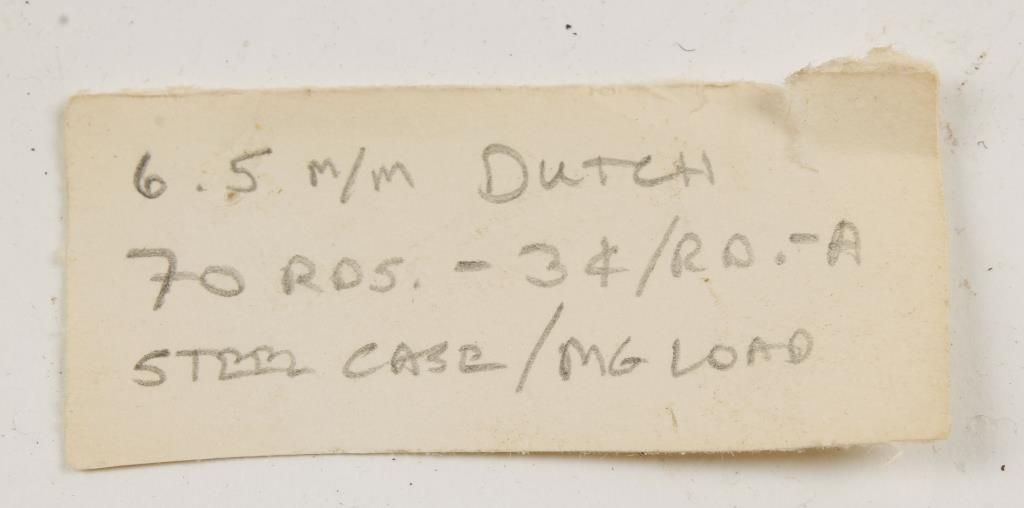 6.5 m/m DUTCH
70 RDS. - 3¢/RD.-A
STEEL CASE/MG LOAD